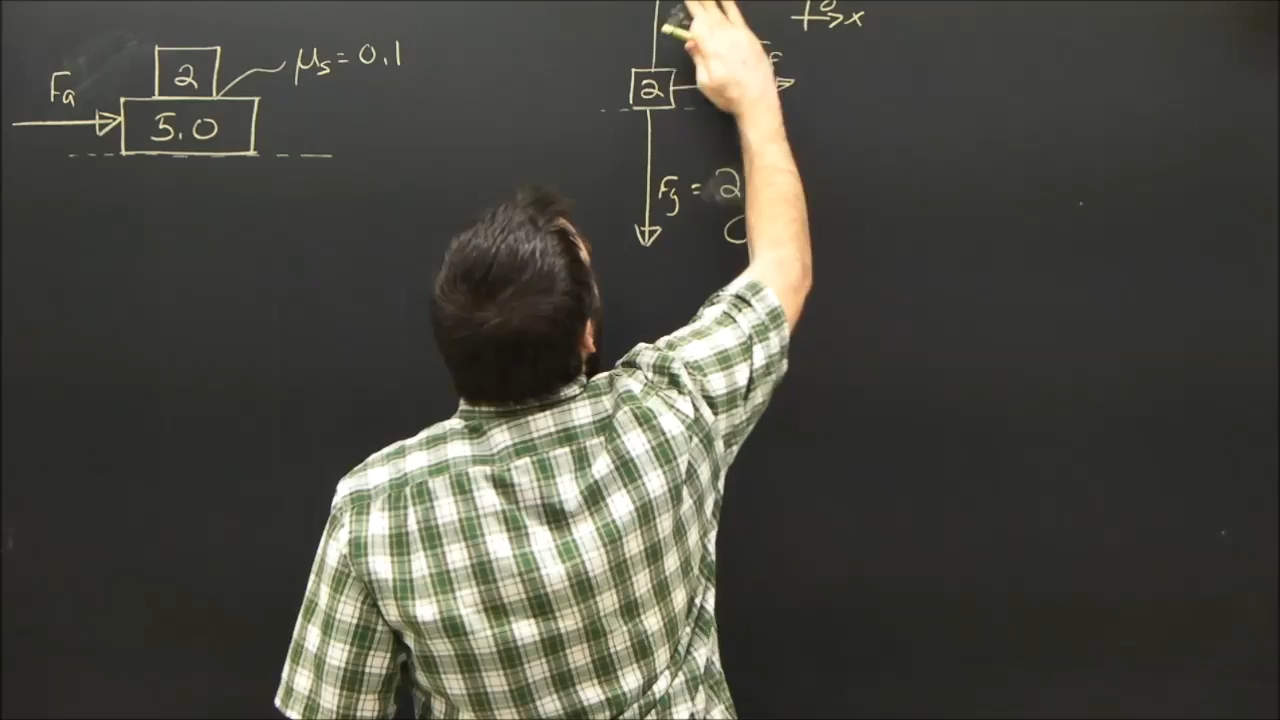 Fa
2
μs = 0.1
5.0
x
2
Fg = 2